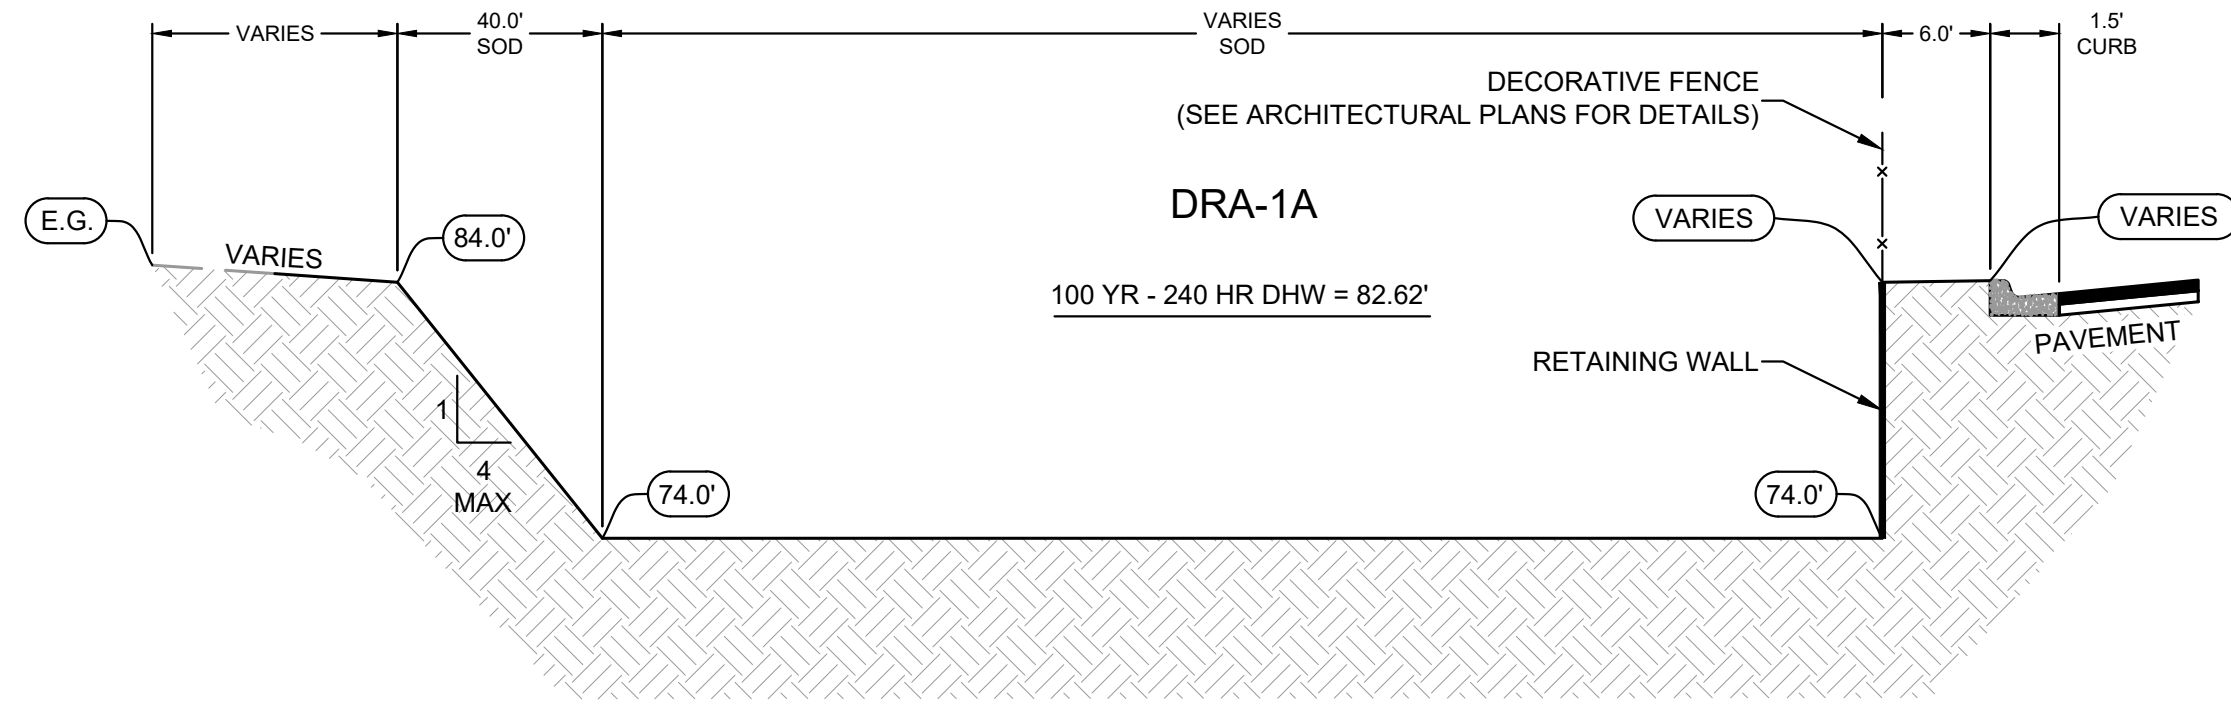 VARIES
40.0'
SOD
VARIES
SOD
6.0'
1.5'
CURB
DECORATIVE FENCE
(SEE ARCHITECTURAL PLANS FOR DETAILS)
E.G.
VARIES
84.0'
DRA-1A
VARIES
VARIES
100 YR - 240 HR DHW = 82.62'
PAVEMENT
RETAINING WALL
1
4
MAX
74.0'
74.0'